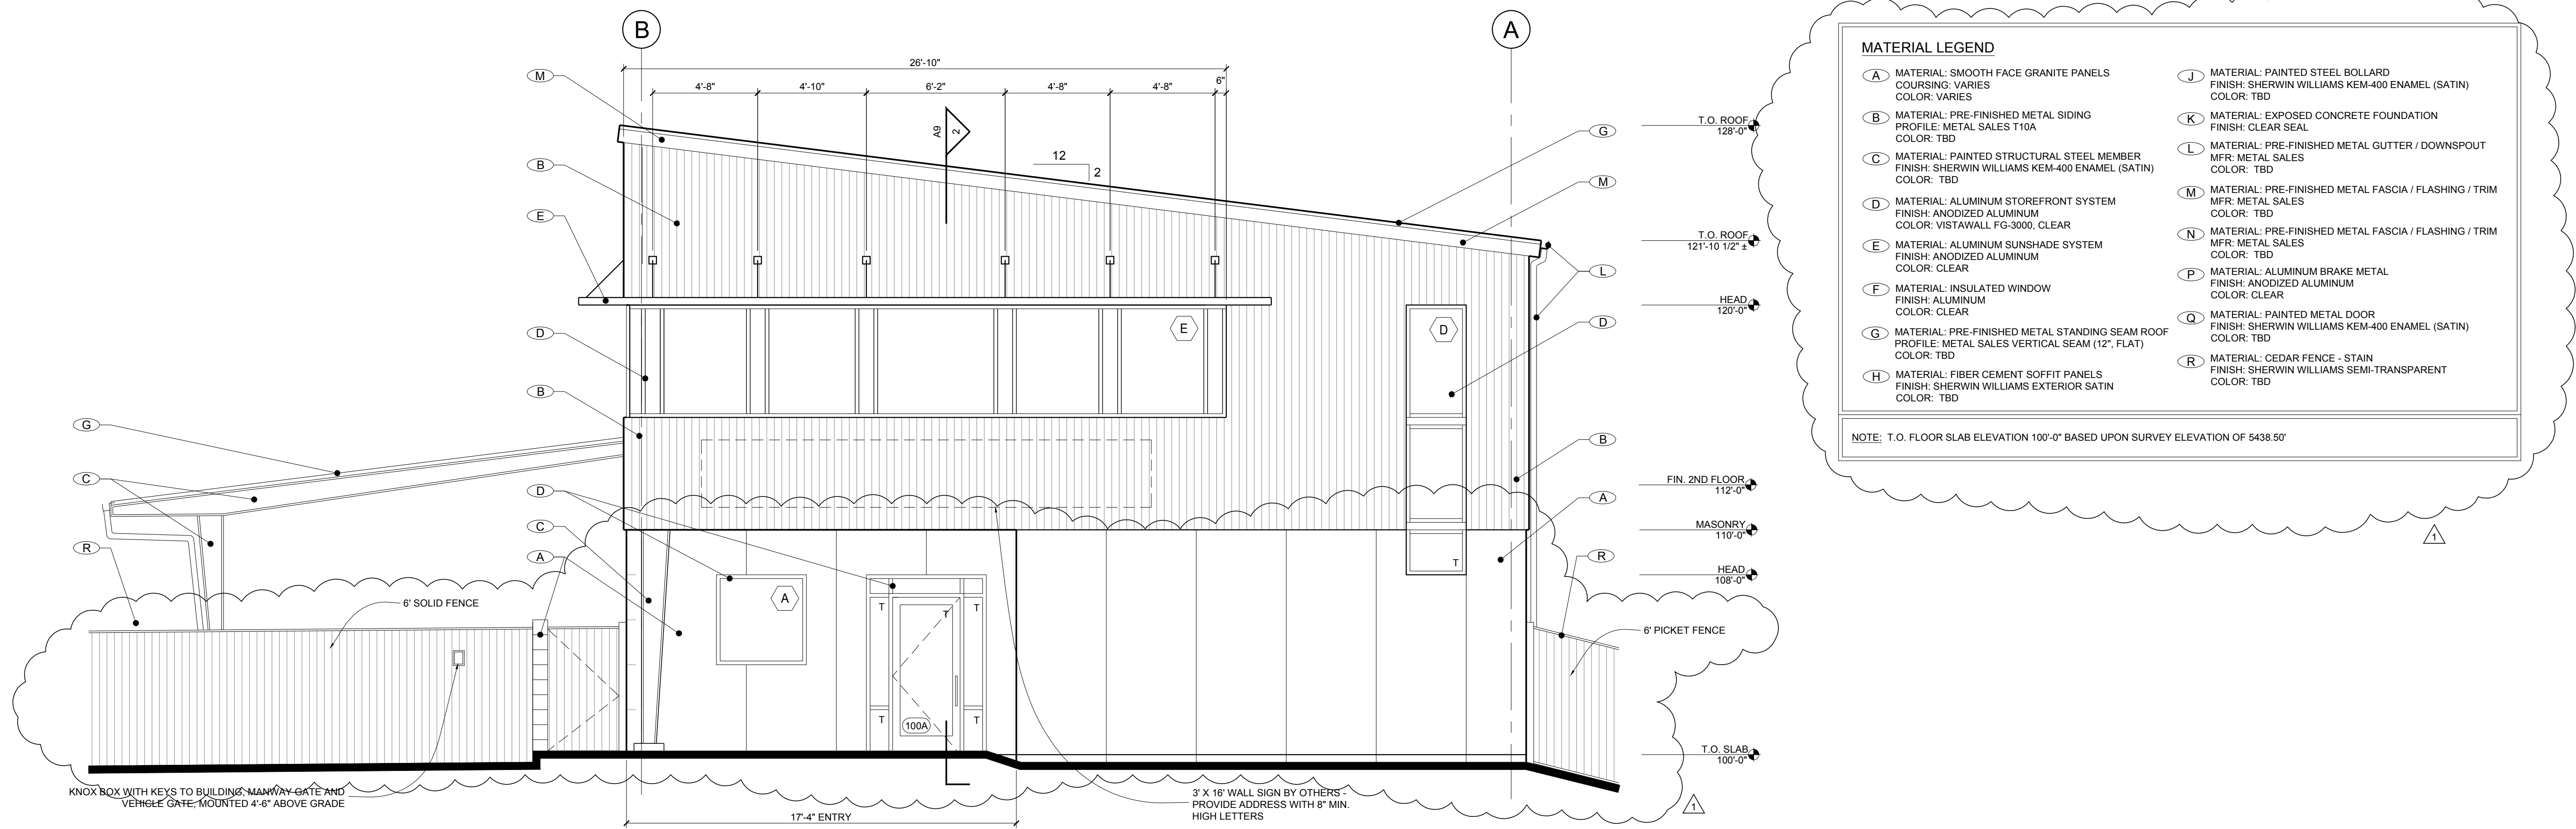 B
A
26'-10"
M
4'-8"
4'-10"
6'-2"
4'-8"
4'-8"
6"
A9
2
12
2
B
E
G
M
L
D
E
D
D
B
B
G
C
D
C
A
R
A
R
6' SOLID FENCE
A
T
T
T
T
T
T
100A
6' PICKET FENCE
T.O. ROOF
128'-0"
T.O. ROOF
121'-10 1/2" ±
HEAD
120'-0"
FIN. 2ND FLOOR
112'-0"
MASONRY
110'-0"
HEAD
108'-0"
T.O. SLAB
100'-0"
KNOX BOX WITH KEYS TO BUILDING, MANWAY GATE AND
VEHICLE GATE, MOUNTED 4'-6" ABOVE GRADE
3' X 16' WALL SIGN BY OTHERS -
PROVIDE ADDRESS WITH 8" MIN.
HIGH LETTERS
17'-4" ENTRY
1
MATERIAL LEGEND
A MATERIAL: SMOOTH FACE GRANITE PANELS
COURSING: VARIES
COLOR: VARIES
B MATERIAL: PRE-FINISHED METAL SIDING
PROFILE: METAL SALES T10A
COLOR: TBD
C MATERIAL: PAINTED STRUCTURAL STEEL MEMBER
FINISH: SHERWIN WILLIAMS KEM-400 ENAMEL (SATIN)
COLOR: TBD
D MATERIAL: ALUMINUM STOREFRONT SYSTEM
FINISH: ANODIZED ALUMINUM
COLOR: VISTAWALL FG-3000, CLEAR
E MATERIAL: ALUMINUM SUNSHADE SYSTEM
FINISH: ANODIZED ALUMINUM
COLOR: CLEAR
F MATERIAL: INSULATED WINDOW
FINISH: ALUMINUM
COLOR: CLEAR
G MATERIAL: PRE-FINISHED METAL STANDING SEAM ROOF
PROFILE: METAL SALES VERTICAL SEAM (12", FLAT)
COLOR: TBD
H MATERIAL: FIBER CEMENT SOFFIT PANELS
FINISH: SHERWIN WILLIAMS EXTERIOR SATIN
COLOR: TBD
J MATERIAL: PAINTED STEEL BOLLARD
FINISH: SHERWIN WILLIAMS KEM-400 ENAMEL (SATIN)
COLOR: TBD
K MATERIAL: EXPOSED CONCRETE FOUNDATION
FINISH: CLEAR SEAL
L MATERIAL: PRE-FINISHED METAL GUTTER / DOWNSPOUT
MFR: METAL SALES
COLOR: TBD
M MATERIAL: PRE-FINISHED METAL FASCIA / FLASHING / TRIM
MFR: METAL SALES
COLOR: TBD
N MATERIAL: PRE-FINISHED METAL FASCIA / FLASHING / TRIM
MFR: METAL SALES
COLOR: TBD
P MATERIAL: ALUMINUM BRAKE METAL
FINISH: ANODIZED ALUMINUM
COLOR: CLEAR
Q MATERIAL: PAINTED METAL DOOR
FINISH: SHERWIN WILLIAMS KEM-400 ENAMEL (SATIN)
COLOR: TBD
R MATERIAL: CEDAR FENCE - STAIN
FINISH: SHERWIN WILLIAMS SEMI-TRANSPARENT
COLOR: TBD
NOTE: T.O. FLOOR SLAB ELEVATION 100'-0" BASED UPON SURVEY ELEVATION OF 5438.50'
1